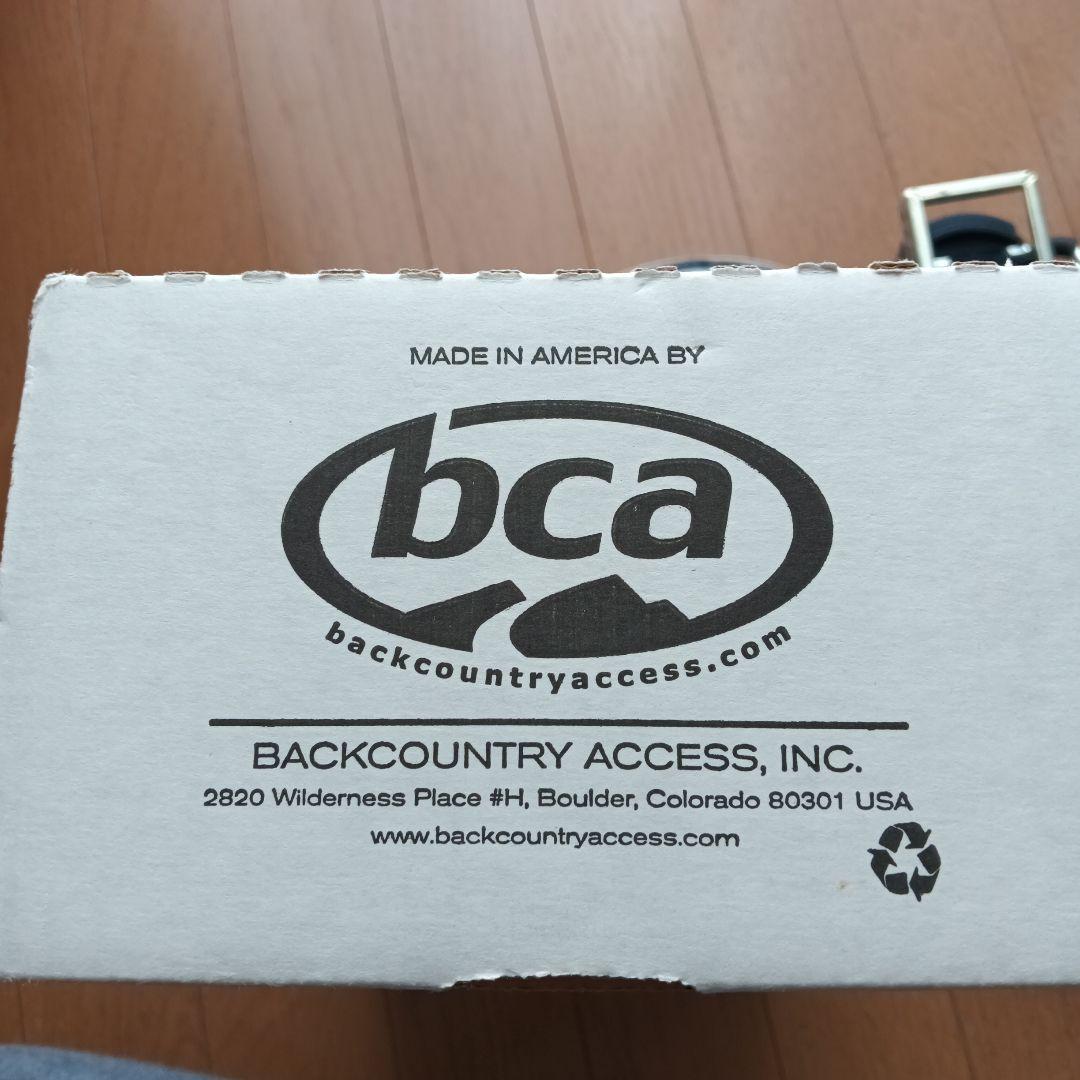 MADE IN AMERICA BY
bca
backcountryaccess.com
BACKCOUNTRY ACCESS, INC.
2820 Wilderness Place #H, Boulder, Colorado 80301 USA
www.backcountryaccess.com